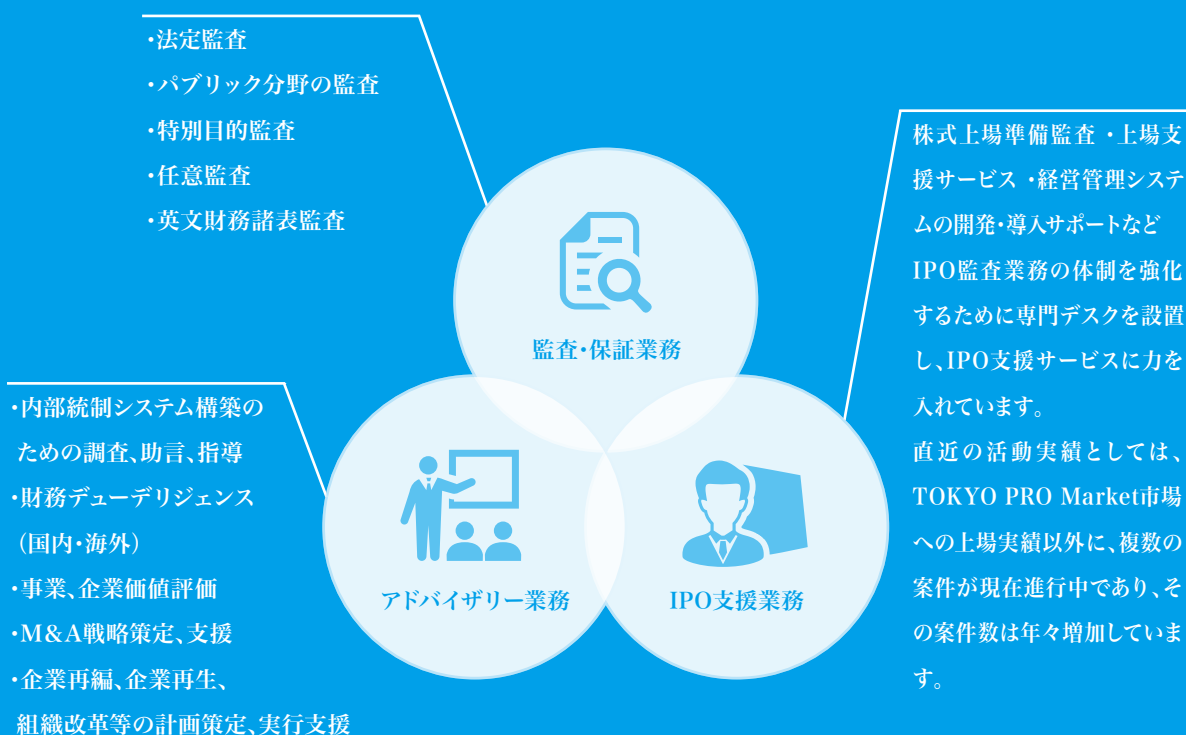 ・法定監査
・パブリック分野の監査
・特別目的監査
・任意監査
・英文財務諸表監査
監査・保証業務
株式上場準備監査 ・上場支
援サービス ・経営管理システ
ムの開発・導入サポートなど
IPO監査業務の体制を強化
するために専門デスクを設置
し、IPO支援サービスに力を
入れています。
直近の活動実績としては、
TOKYO PRO Market市場
への上場実績以外に、複数の
案件が現在進行中であり、そ
の案件数は年々増加していま
す。
・内部統制システム構築の
ための調査、助言、指導
・財務デューデリジェンス
（国内・海外）
・事業、企業価値評価
・M&A戦略策定、支援
・企業再編、企業再生、
組織改革等の計画策定、実行支援
アドバイザリー業務
IPO支援業務